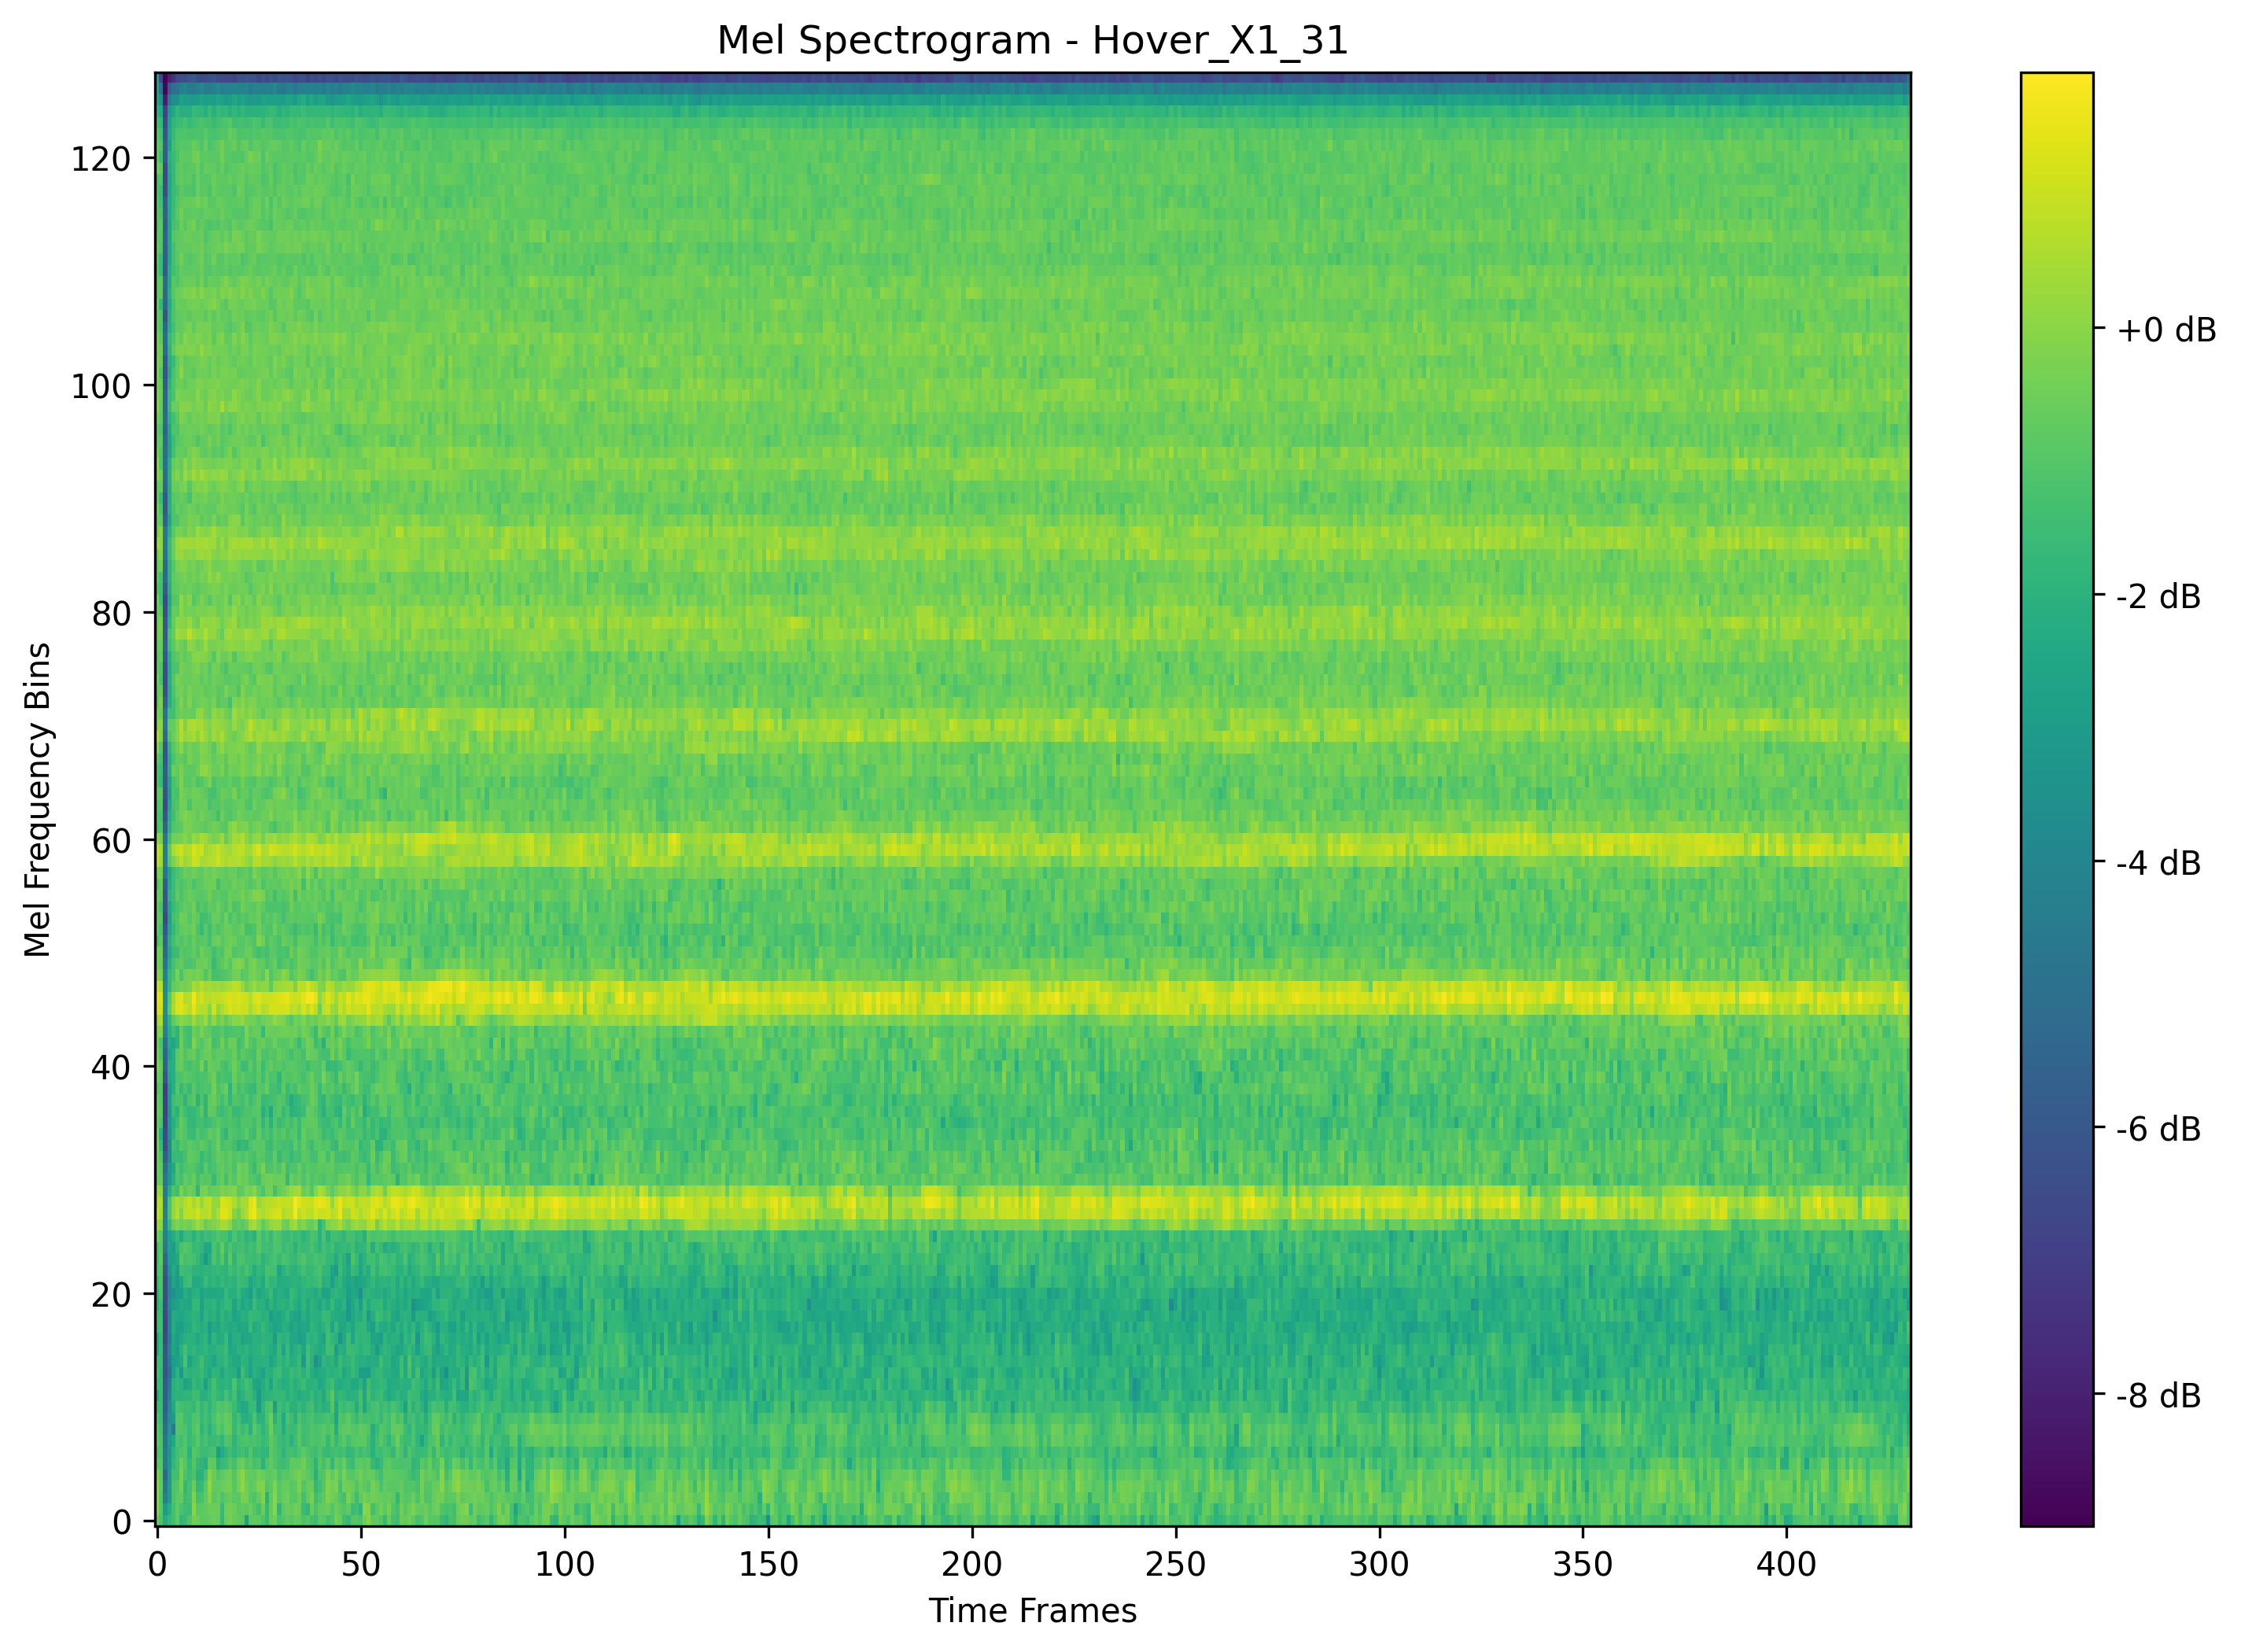 Mel Spectrogram - Hover_X1_31
Mel Frequency Bins
120
100
80
60
40
20
0
0 50 100 150 200 250 300 350 400
Time Frames
+0 dB
-2 dB
-4 dB
-6 dB
-8 dB